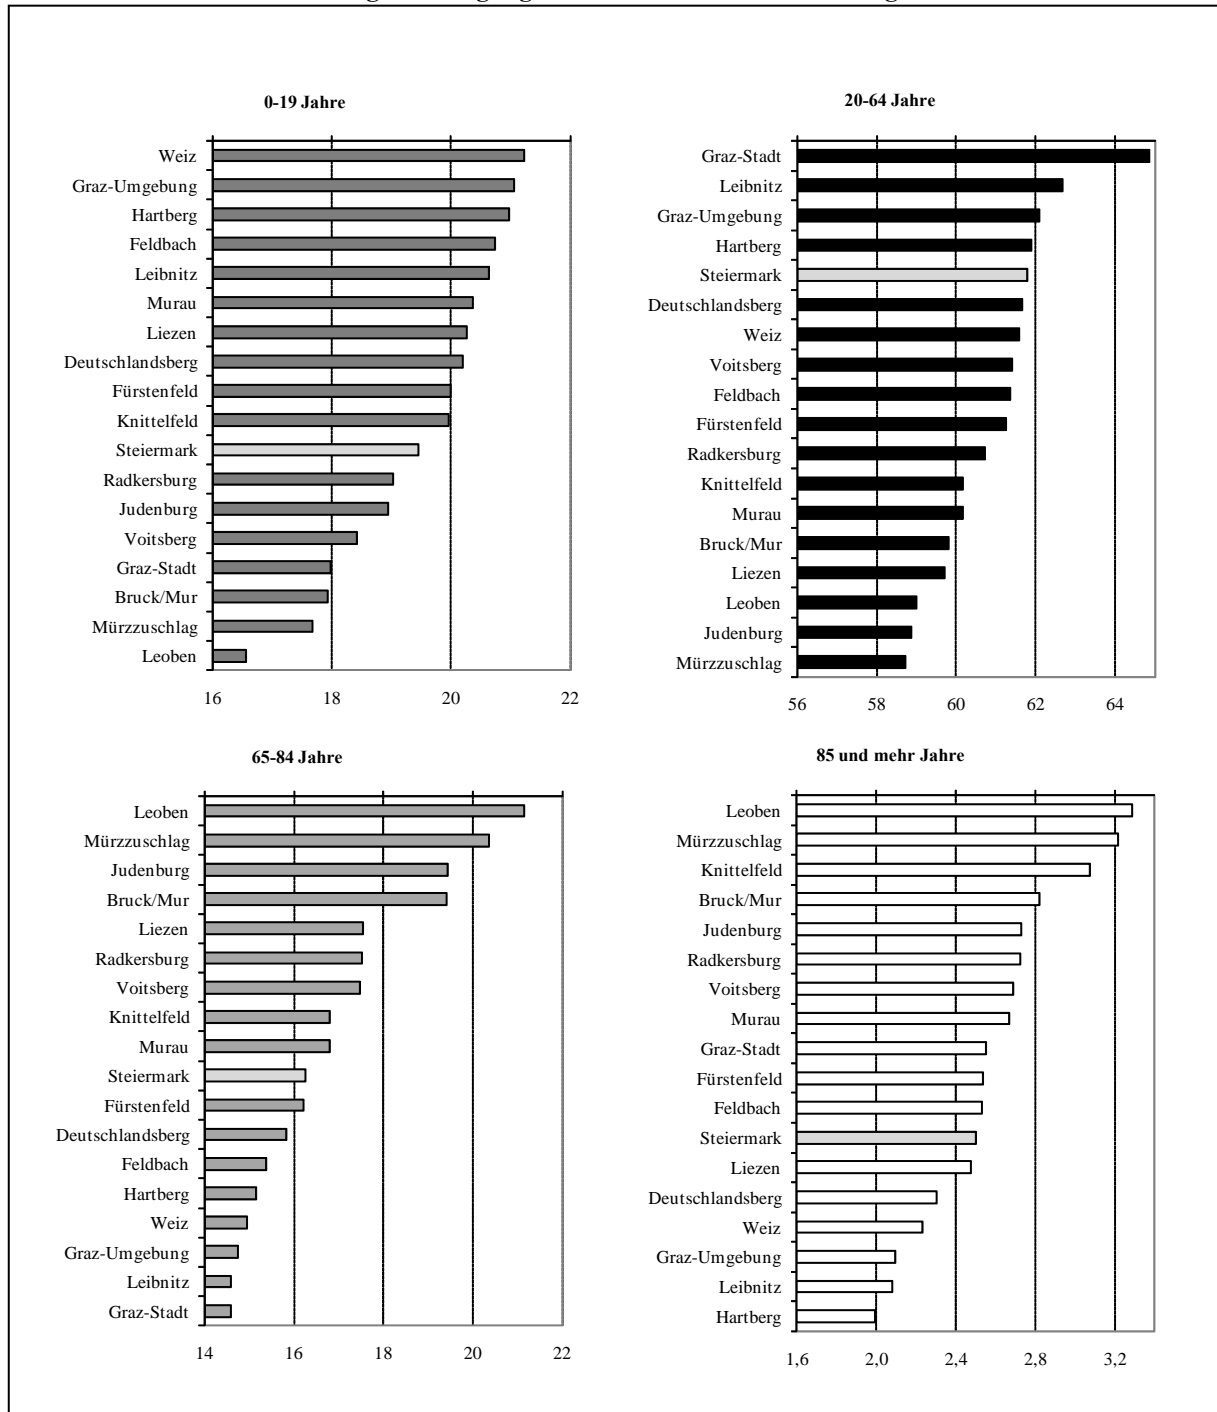 0-19 Jahre
Weiz
Graz-Umgebung
Hartberg
Feldbach
Leibnitz
Murau
Liezen
Deutschlandsberg
Fürstenfeld
Knittelfeld
Steiermark
Radkersburg
Judenburg
Voitsberg
Graz-Stadt
Bruck/Mur
Mürzzuschlag
Leoben
16 18 20 22
20-64 Jahre
Graz-Stadt
Leibnitz
Graz-Umgebung
Hartberg
Steiermark
Deutschlandsberg
Weiz
Voitsberg
Feldbach
Fürstenfeld
Radkersburg
Knittelfeld
Murau
Bruck/Mur
Liezen
Leoben
Judenburg
Mürzzuschlag
56 58 60 62 64
65-84 Jahre
Leoben
Mürzzuschlag
Judenburg
Bruck/Mur
Liezen
Radkersburg
Voitsberg
Knittelfeld
Murau
Steiermark
Fürstenfeld
Deutschlandsberg
Feldbach
Hartberg
Weiz
Graz-Umgebung
Leibnitz
Graz-Stadt
14 16 18 20 22
85 und mehr Jahre
Leoben
Mürzzuschlag
Knittelfeld
Bruck/Mur
Judenburg
Radkersburg
Voitsberg
Murau
Graz-Stadt
Fürstenfeld
Feldbach
Steiermark
Liezen
Deutschlandsberg
Weiz
Graz-Umgebung
Leibnitz
Hartberg
1,6 2,0 2,4 2,8 3,2